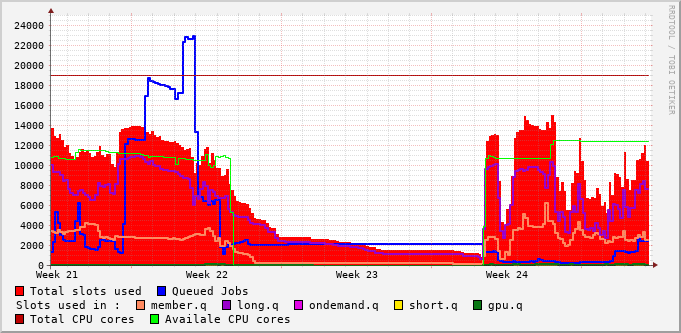 24000
22000
20000
18000
16000
14000
12000
10000
8000
6000
4000
2000
0
Week 21 Week 22 Week 23 Week 24
RRDTOOL / TOBI OETIKER
Total slots used Queued Jobs
Slots used in : member.q long.q ondemand.q short.q gpu.q
Total CPU cores Availale CPU cores